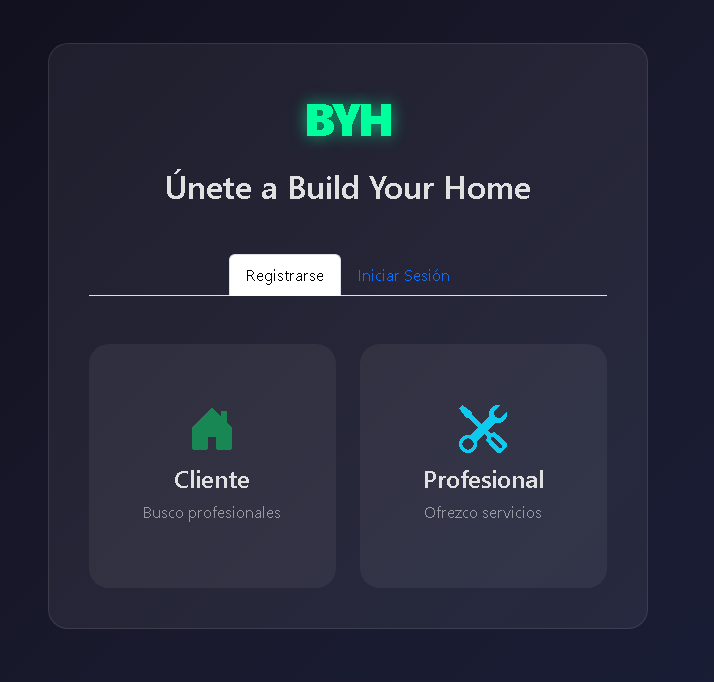 BYH
Únete a Build Your Home
Registrarse Iniciar Sesión
Cliente Profesional
Busco profesionales Ofrezco servicios